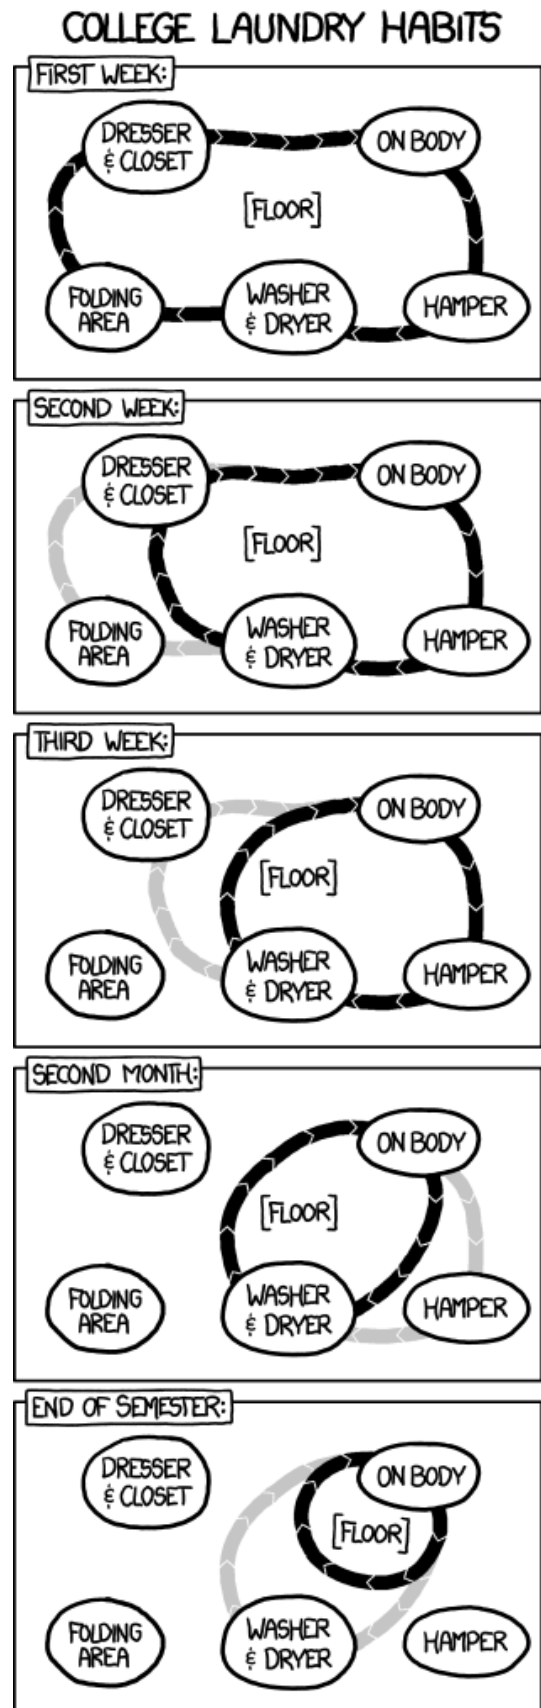 COLLEGE LAUNDRY HABITS
FIRST WEEK:
DRESSER
& CLOSET
ON BODY
[FLOOR]
FOLDING
AREA
WASHER
& DRYER
HAMPER
SECOND WEEK:
DRESSER
& CLOSET
ON BODY
[FLOOR]
FOLDING
AREA
WASHER
& DRYER
HAMPER
THIRD WEEK:
DRESSER
& CLOSET
ON BODY
[FLOOR]
FOLDING
AREA
WASHER
& DRYER
HAMPER
SECOND MONTH:
DRESSER
& CLOSET
ON BODY
[FLOOR]
FOLDING
AREA
WASHER
& DRYER
HAMPER
END OF SEMESTER:
DRESSER
& CLOSET
ON BODY
[FLOOR]
FOLDING
AREA
WASHER
& DRYER
HAMPER